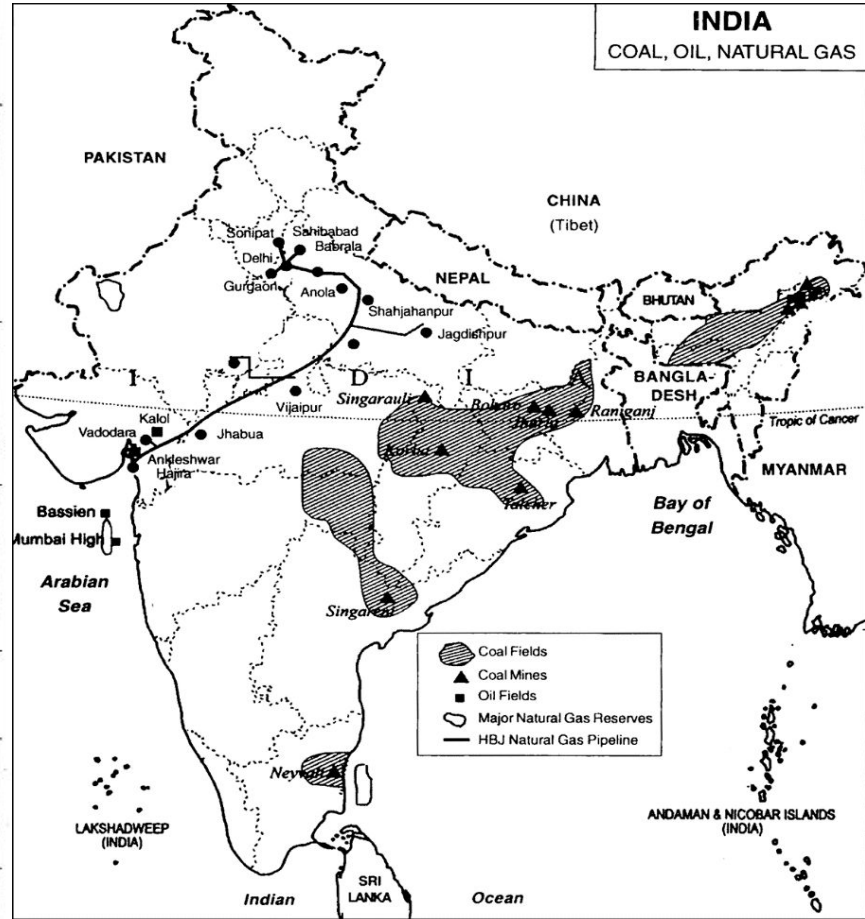 INDIA
COAL, OIL, NATURAL GAS
PAKISTAN
CHINA
(Tibet)
Sonipat
Sahibabad
Delhi
Babrala
Gurgaon
Anola
NEPAL
BHUTAN
Shahjahanpur
Jagdishpur
I
D
I
A
BANGLA-
DESH
Singarauli
Bokaro
Jharia
Raniganj
Vijaipur
Tropic of Cancer
Kalol
Vadodara
Jhabua
Korba
Ankleshwar
Hajira
MYANMAR
Talcher
Bay of
Bengal
Bassien
Mumbai High
Arabian
Sea
Singareni
Coal Fields
Coal Mines
Oil Fields
Major Natural Gas Reserves
HBJ Natural Gas Pipeline
Neyvali
LAKSHADWEEP
(INDIA)
ANDAMAN & NICOBAR ISLANDS
(INDIA)
SRI
LANKA
Indian
Ocean